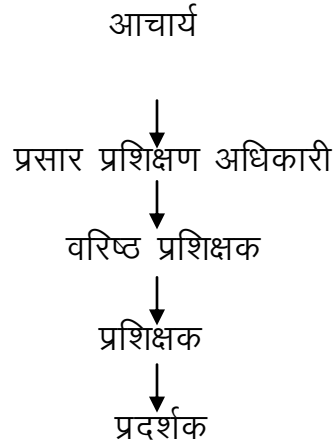 आचार्य
प्रसार प्रशिक्षण अधिकारी
वरिष्ठ प्रशिक्षक
प्रशिक्षक
प्रदर्शक